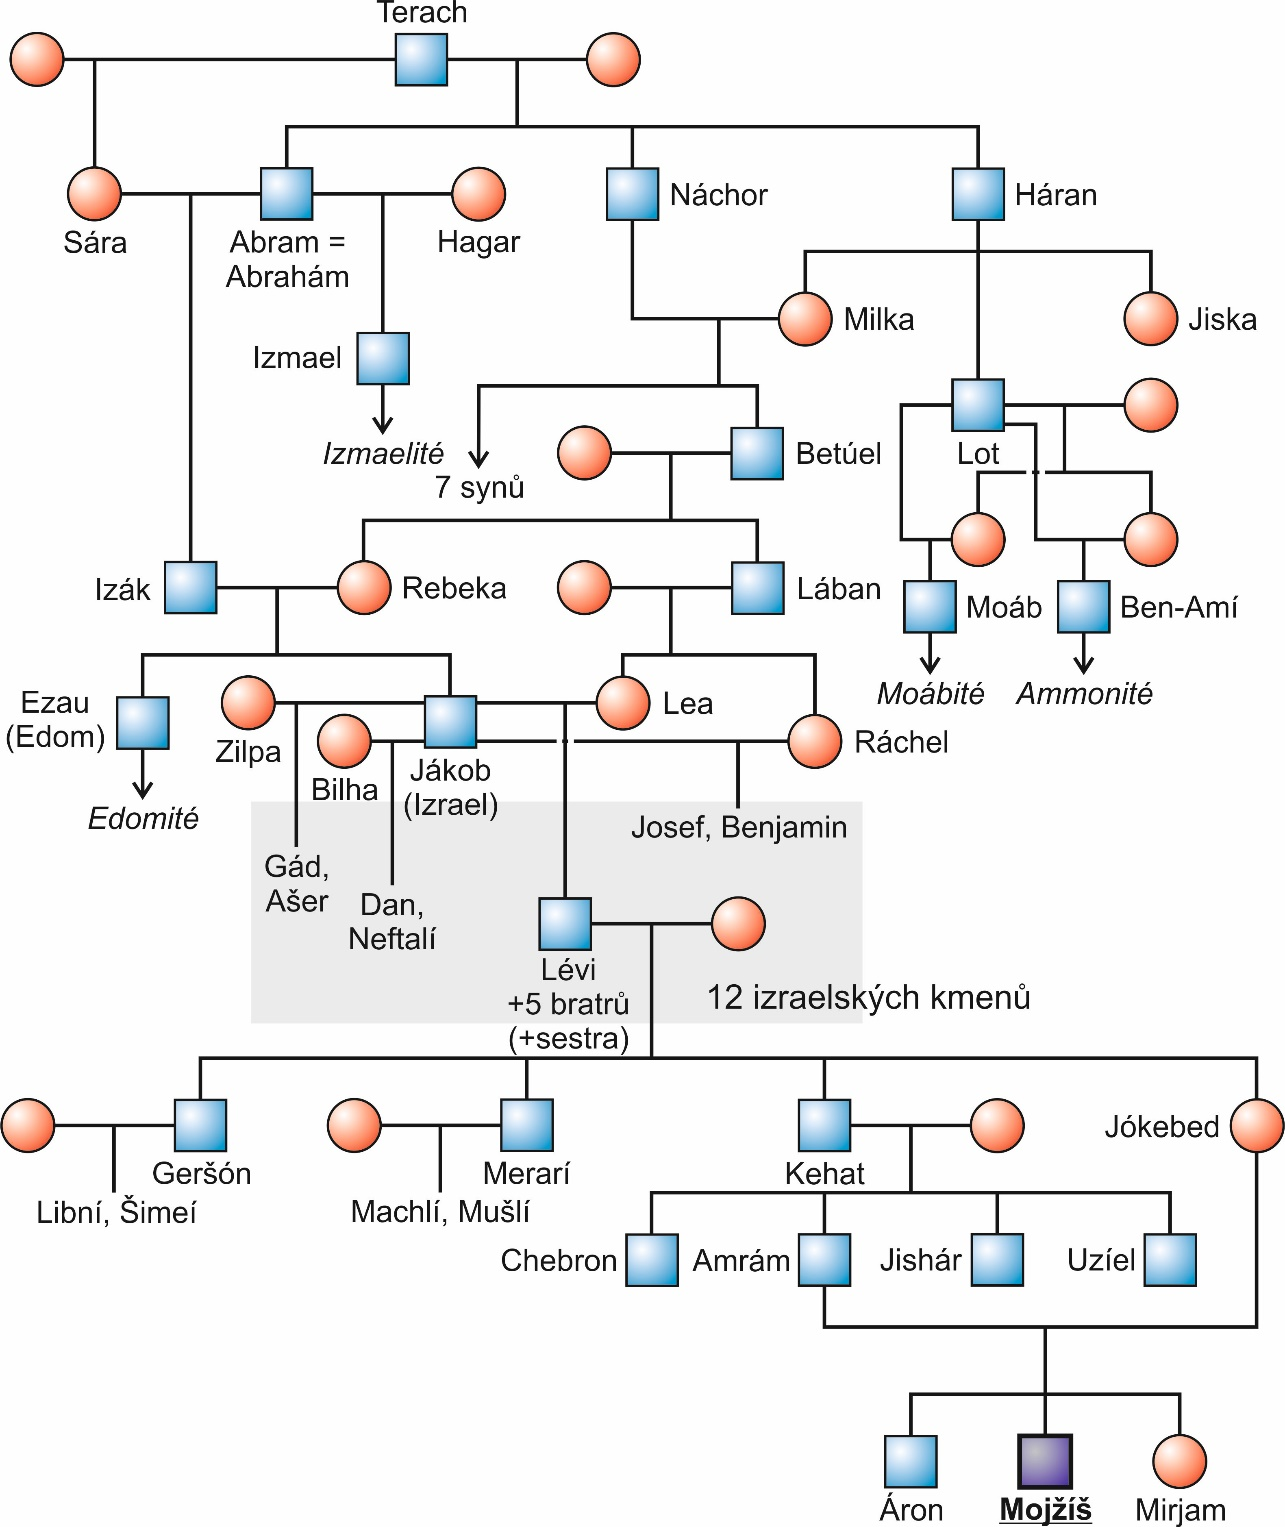 Terach
Náchor
Háran
Sára
Abram =
Abrahám
Hagar
Milka
Jiska
Izmael
Izmaelité
7 synů
Betúel
Lot
Izák
Rebeka
Lában
Moáb
Ben-Amí
Moábité
Ammonité
Ezau
(Edom)
Zilpa
Lea
Bilha
Jákob
(Izrael)
Ráchel
Edomité
Josef, Benjamin
Gád,
Ašer
Dan,
Neftalí
Lévi
+5 bratrů
(+sestra)
12 izraelských kmenů
Jókebed
Geršón
Merarí
Kehat
Libní, Šimeí
Machlí, Mušlí
Chebron
Amrám
Jishár
Uzíel
Áron
Mojžíš
Mirjam